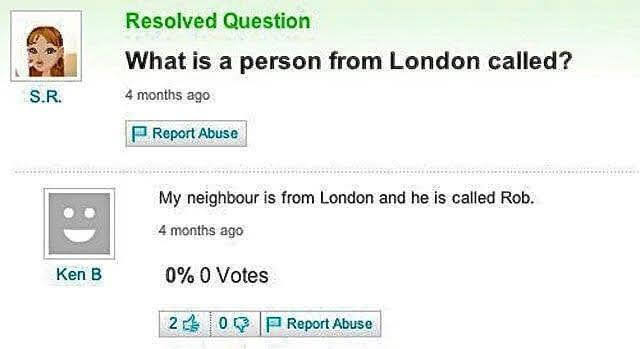 Resolved Question
What is a person from London called?
S.R.
4 months ago
Report Abuse
My neighbour is from London and he is called Rob.
4 months ago
Ken B
0% 0 Votes
2 0 Report Abuse